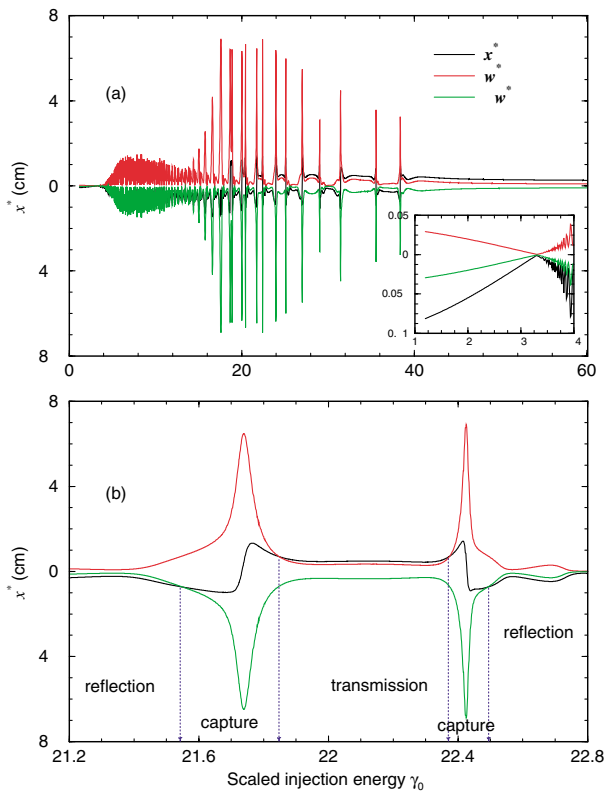 8
(a)
x*
w*
w*
4
x* (cm)
0
4
8
0.05
0
0.05
0. 1
1
2
3
4
0
20
40
60
8
(b)
4
x* (cm)
0
4
8
reflection
capture
transmission
capture
reflection
21.2
21.6
22
22.4
22.8
Scaled injection energy γ₀